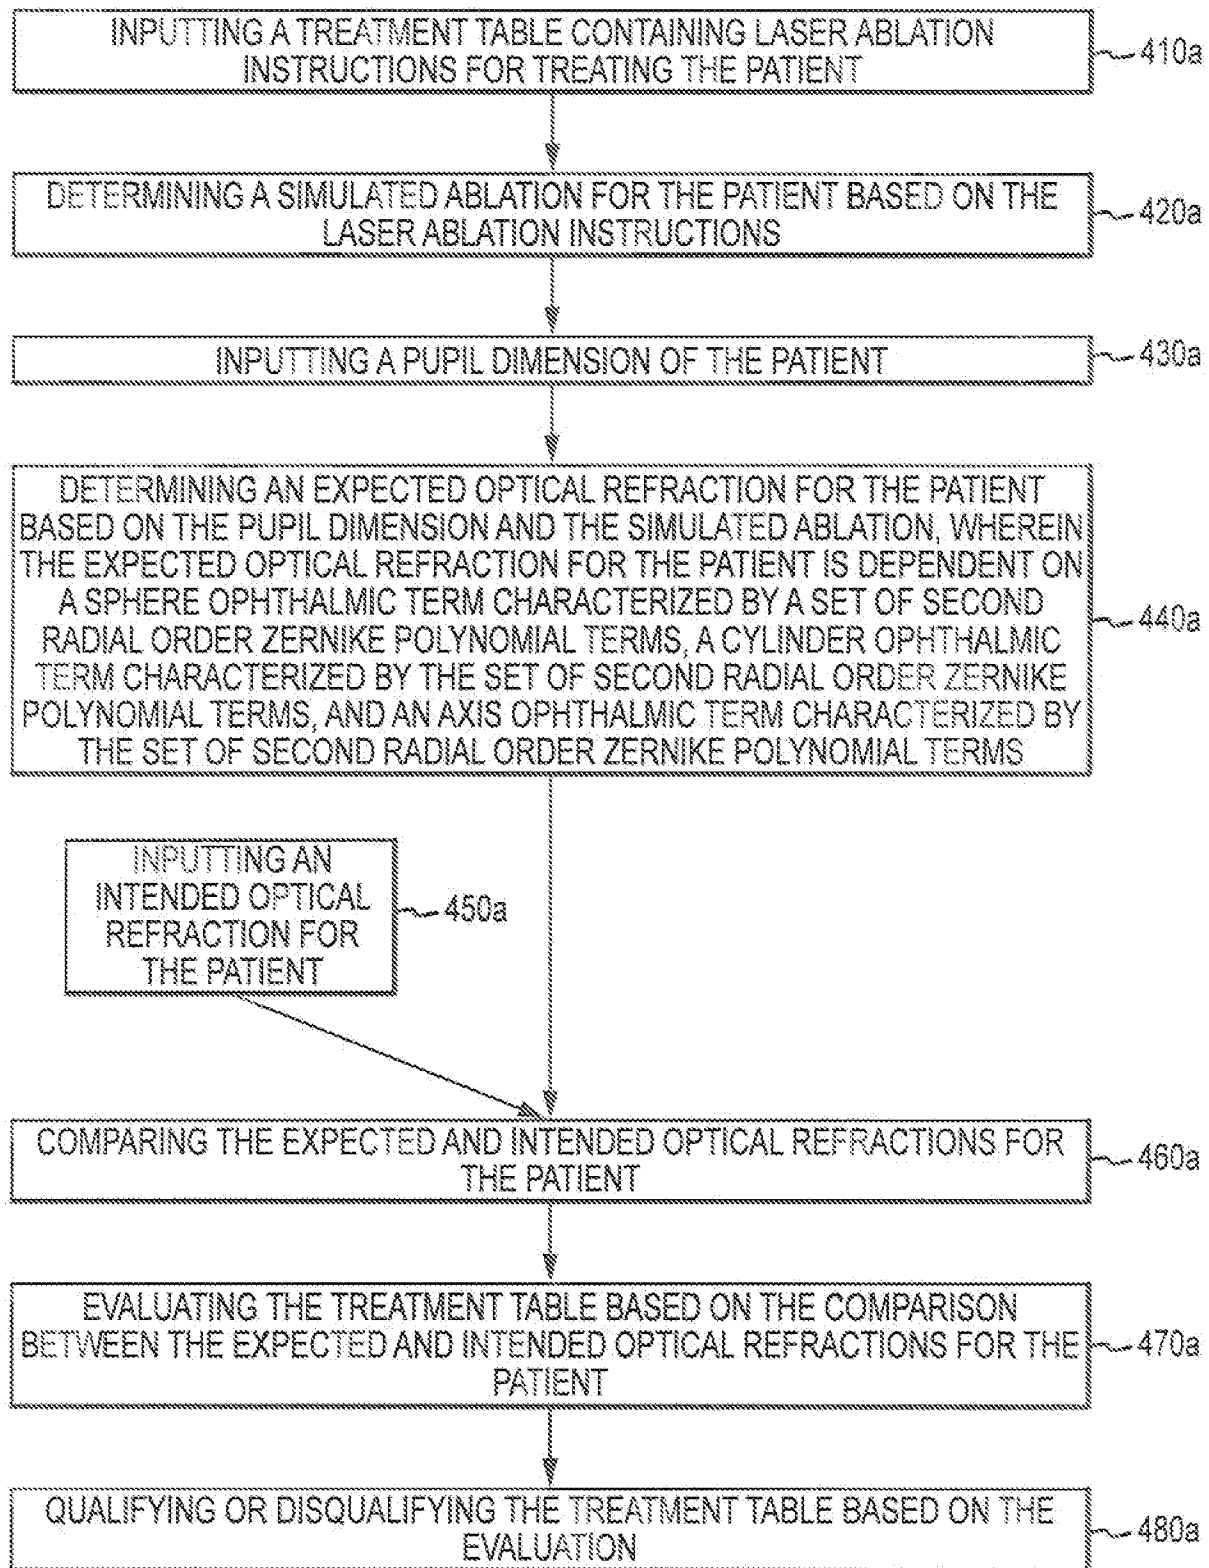 INPUTTING A TREATMENT TABLE CONTAINING LASER ABLATION
INSTRUCTIONS FOR TREATING THE PATIENT
410a
DETERMINING A SIMULATED ABLATION FOR THE PATIENT BASED ON THE
LASER ABLATION INSTRUCTIONS
420a
INPUTTING A PUPIL DIMENSION OF THE PATIENT
430a
DETERMINING AN EXPECTED OPTICAL REFRACTION FOR THE PATIENT
BASED ON THE PUPIL DIMENSION AND THE SIMULATED ABLATION, WHEREIN
THE EXPECTED OPTICAL REFRACTION FOR THE PATIENT IS DEPENDENT ON
A SPHERE OPHTHALMIC TERM CHARACTERIZED BY A SET OF SECOND
RADIAL ORDER ZERNIKE POLYNOMIAL TERMS, A CYLINDER OPHTHALMIC
TERM CHARACTERIZED BY THE SET OF SECOND RADIAL ORDER ZERNIKE
POLYNOMIAL TERMS, AND AN AXIS OPHTHALMIC TERM CHARACTERIZED BY
THE SET OF SECOND RADIAL ORDER ZERNIKE POLYNOMIAL TERMS
440a
INPUTTING AN
INTENDED OPTICAL
REFRACTION FOR
THE PATIENT
450a
COMPARING THE EXPECTED AND INTENDED OPTICAL REFRACTIONS FOR
THE PATIENT
460a
EVALUATING THE TREATMENT TABLE BASED ON THE COMPARISON
BETWEEN THE EXPECTED AND INTENDED OPTICAL REFRACTIONS FOR THE
PATIENT
470a
QUALIFYING OR DISQUALIFYING THE TREATMENT TABLE BASED ON THE
EVALUATION
480a